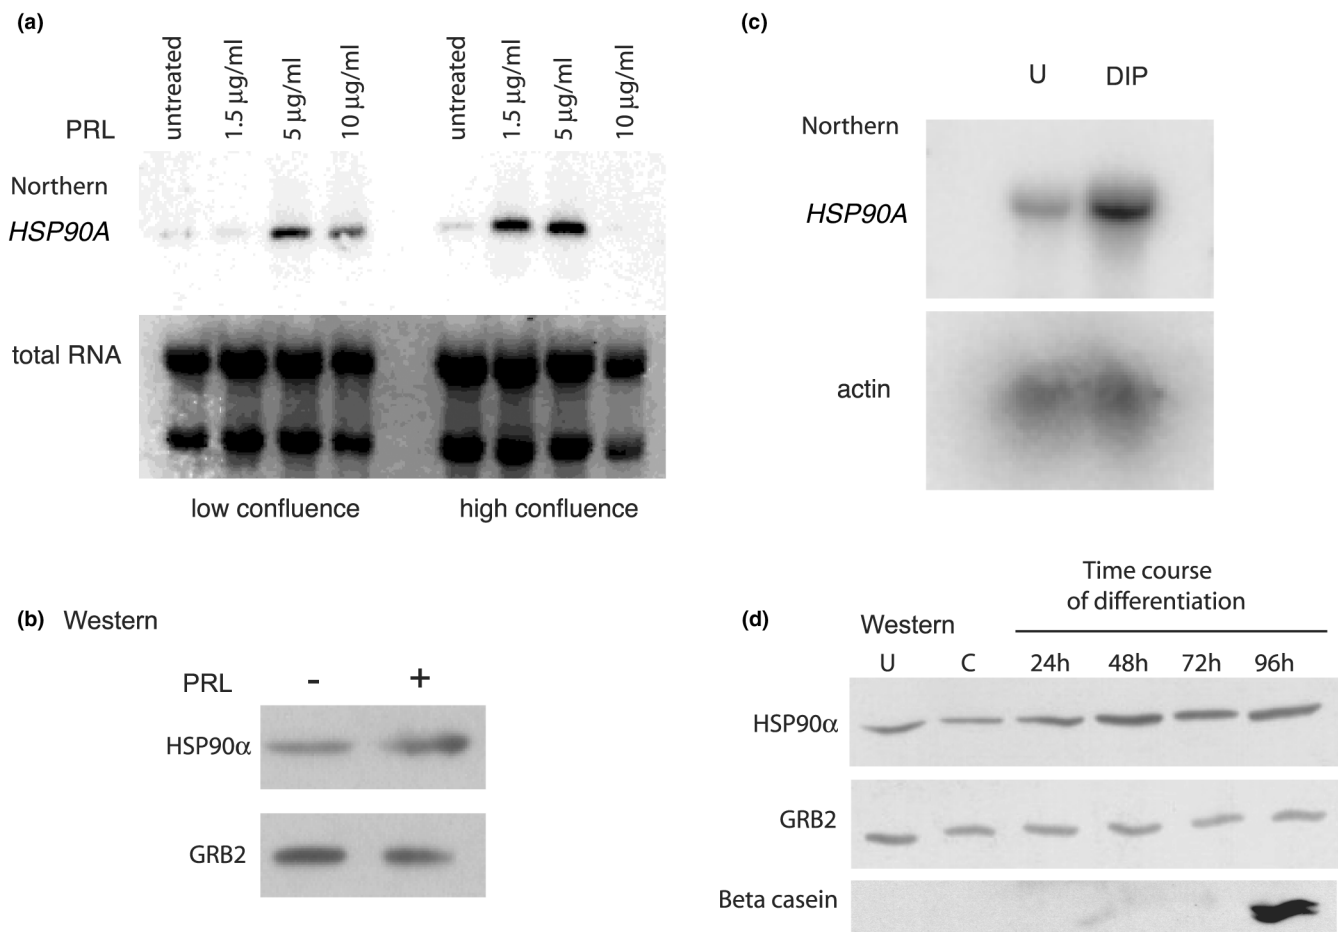 (a)
untreated 1.5 µg/ml 5 µg/ml 10 µg/ml untreated 1.5 µg/ml 5 µg/ml 10 µg/ml
PRL
Northern
HSP90A
total RNA
low confluence high confluence
(b) Western
PRL - +
HSP90α
GRB2
(c)
U DIP
Northern
HSP90A
actin
(d)
Time course
of differentiation
Western
U C 24h 48h 72h 96h
HSP90α
GRB2
Beta casein